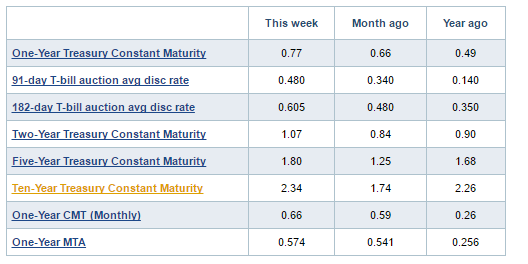 This week Month ago Year ago
One-Year Treasury Constant Maturity 0.77 0.66 0.49
91-day T-bill auction avg disc rate 0.480 0.340 0.140
182-day T-bill auction avg disc rate 0.605 0.480 0.350
Two-Year Treasury Constant Maturity 1.07 0.84 0.90
Five-Year Treasury Constant Maturity 1.80 1.25 1.68
Ten-Year Treasury Constant Maturity 2.34 1.74 2.26
One-Year CMT (Monthly) 0.66 0.59 0.26
One-Year MTA 0.574 0.541 0.256